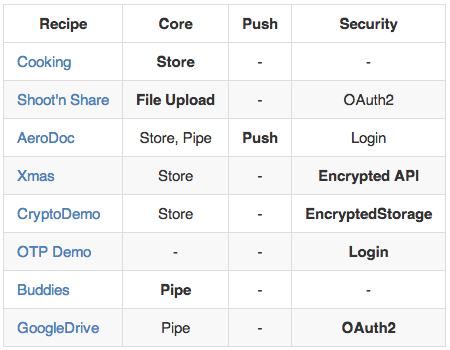 Recipe Core Push Security
Cooking Store - -
Shoot'n Share File Upload - OAuth2
AeroDoc Store, Pipe Push Login
Xmas Store - Encrypted API
CryptoDemo Store - EncryptedStorage
OTP Demo - - Login
Buddies Pipe - -
GoogleDrive Pipe - OAuth2